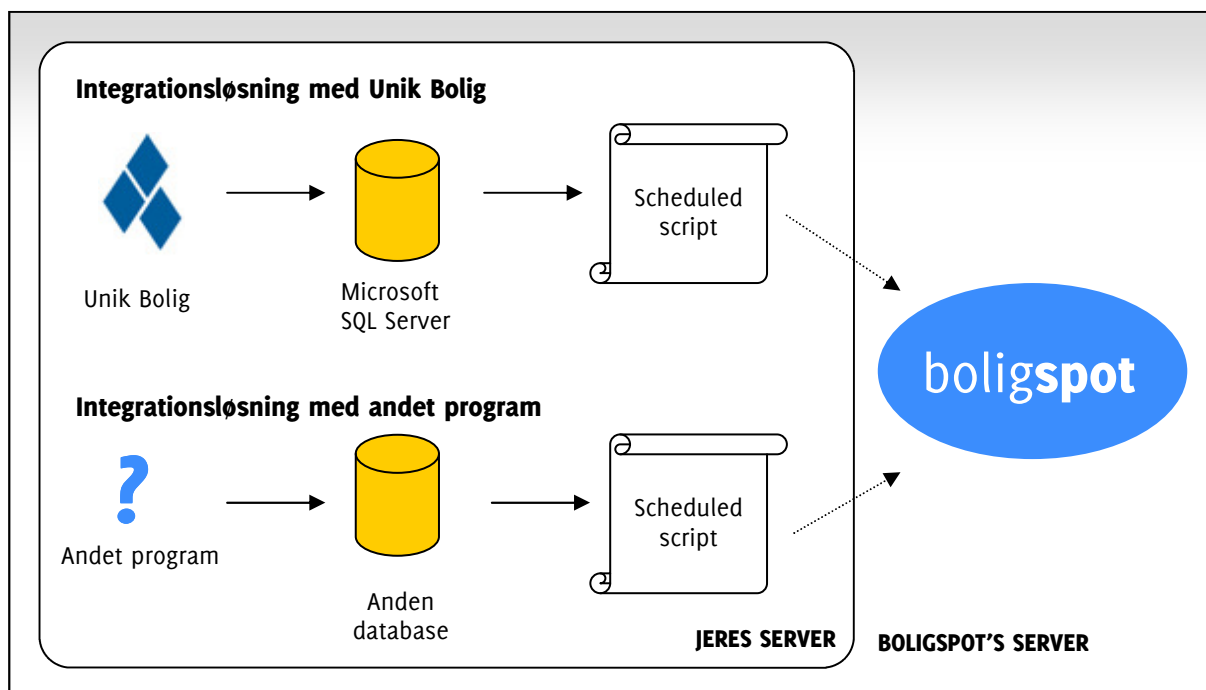 Integrationsløsning med Unik Bolig
Scheduled
script
Unik Bolig
Microsoft
SQL Server
boligspot
Integrationsløsning med andet program
?
Scheduled
script
Andet program
Anden
database
JERES SERVER
BOLIGSPOT'S SERVER